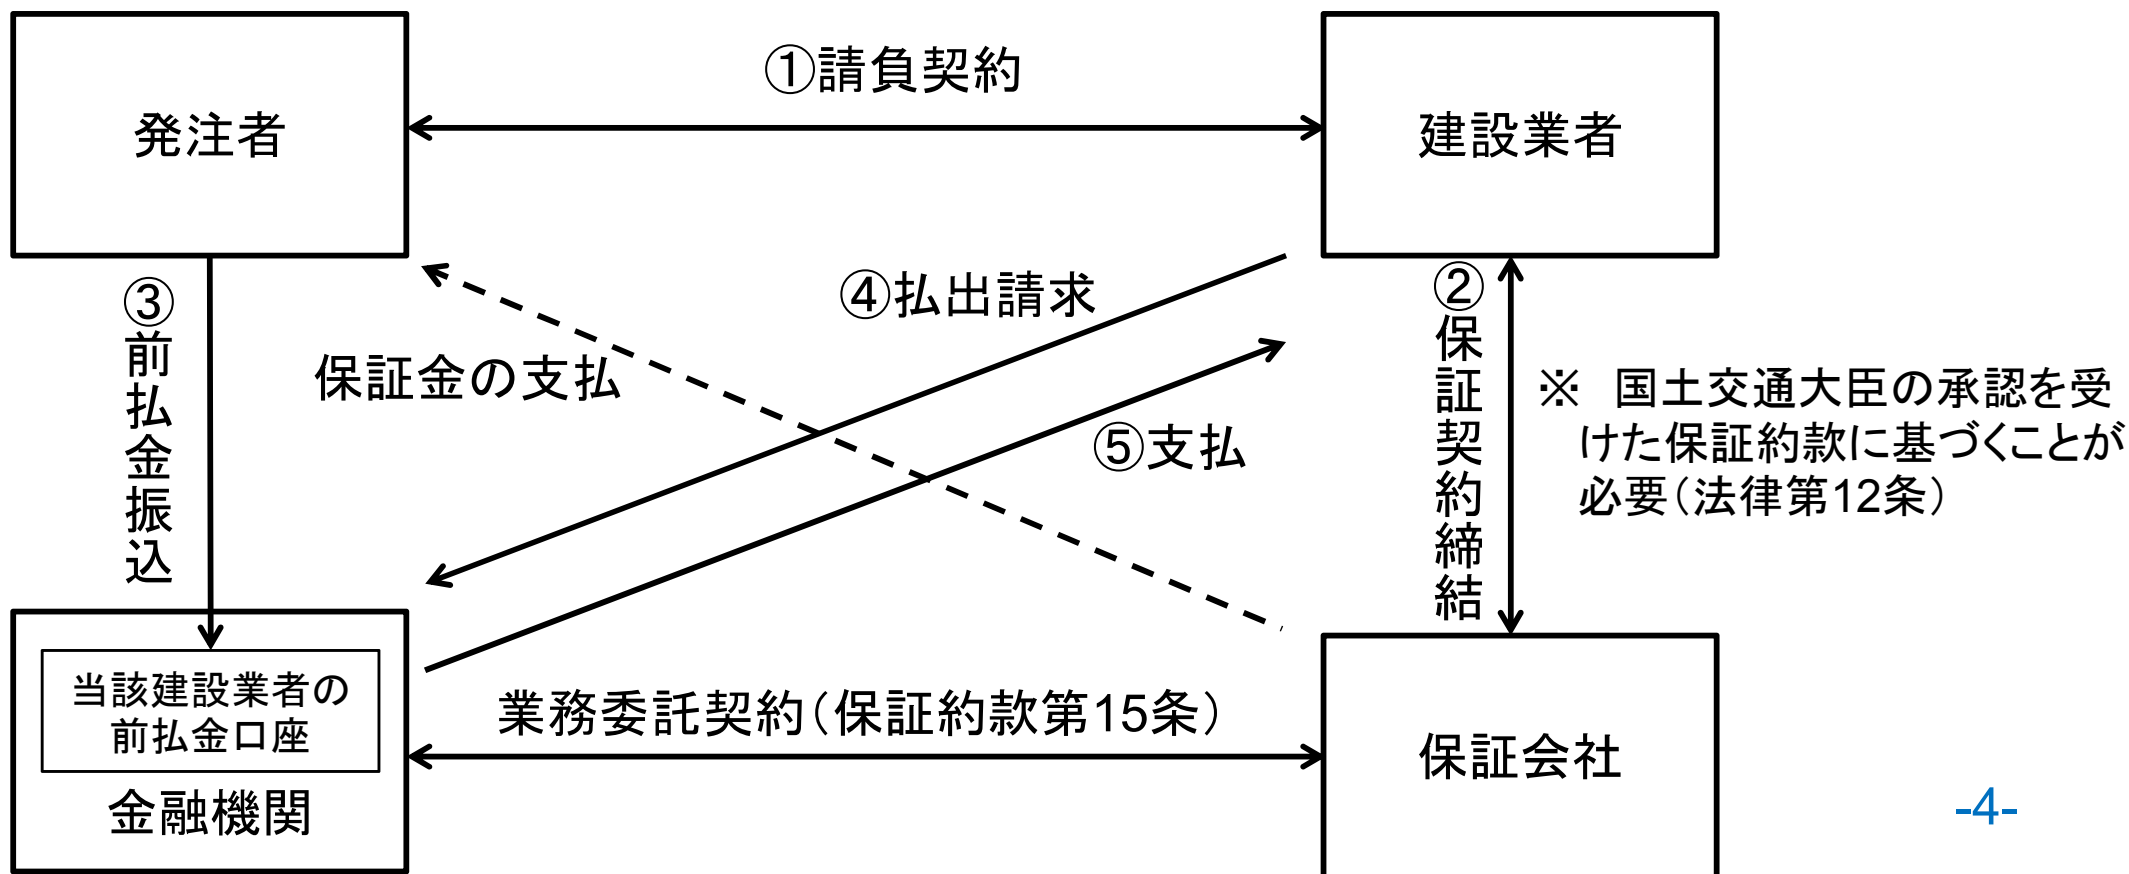 発注者
①請負契約
建設業者
③前払金振込
④払出請求
②保証契約締結
保証金の支払
※　国土交通大臣の承認を受
けた保証約款に基づくことが
必要（法律第12条）
⑤支払
当該建設業者の
前払金口座
金融機関
業務委託契約（保証約款第15条）
保証会社
-4-